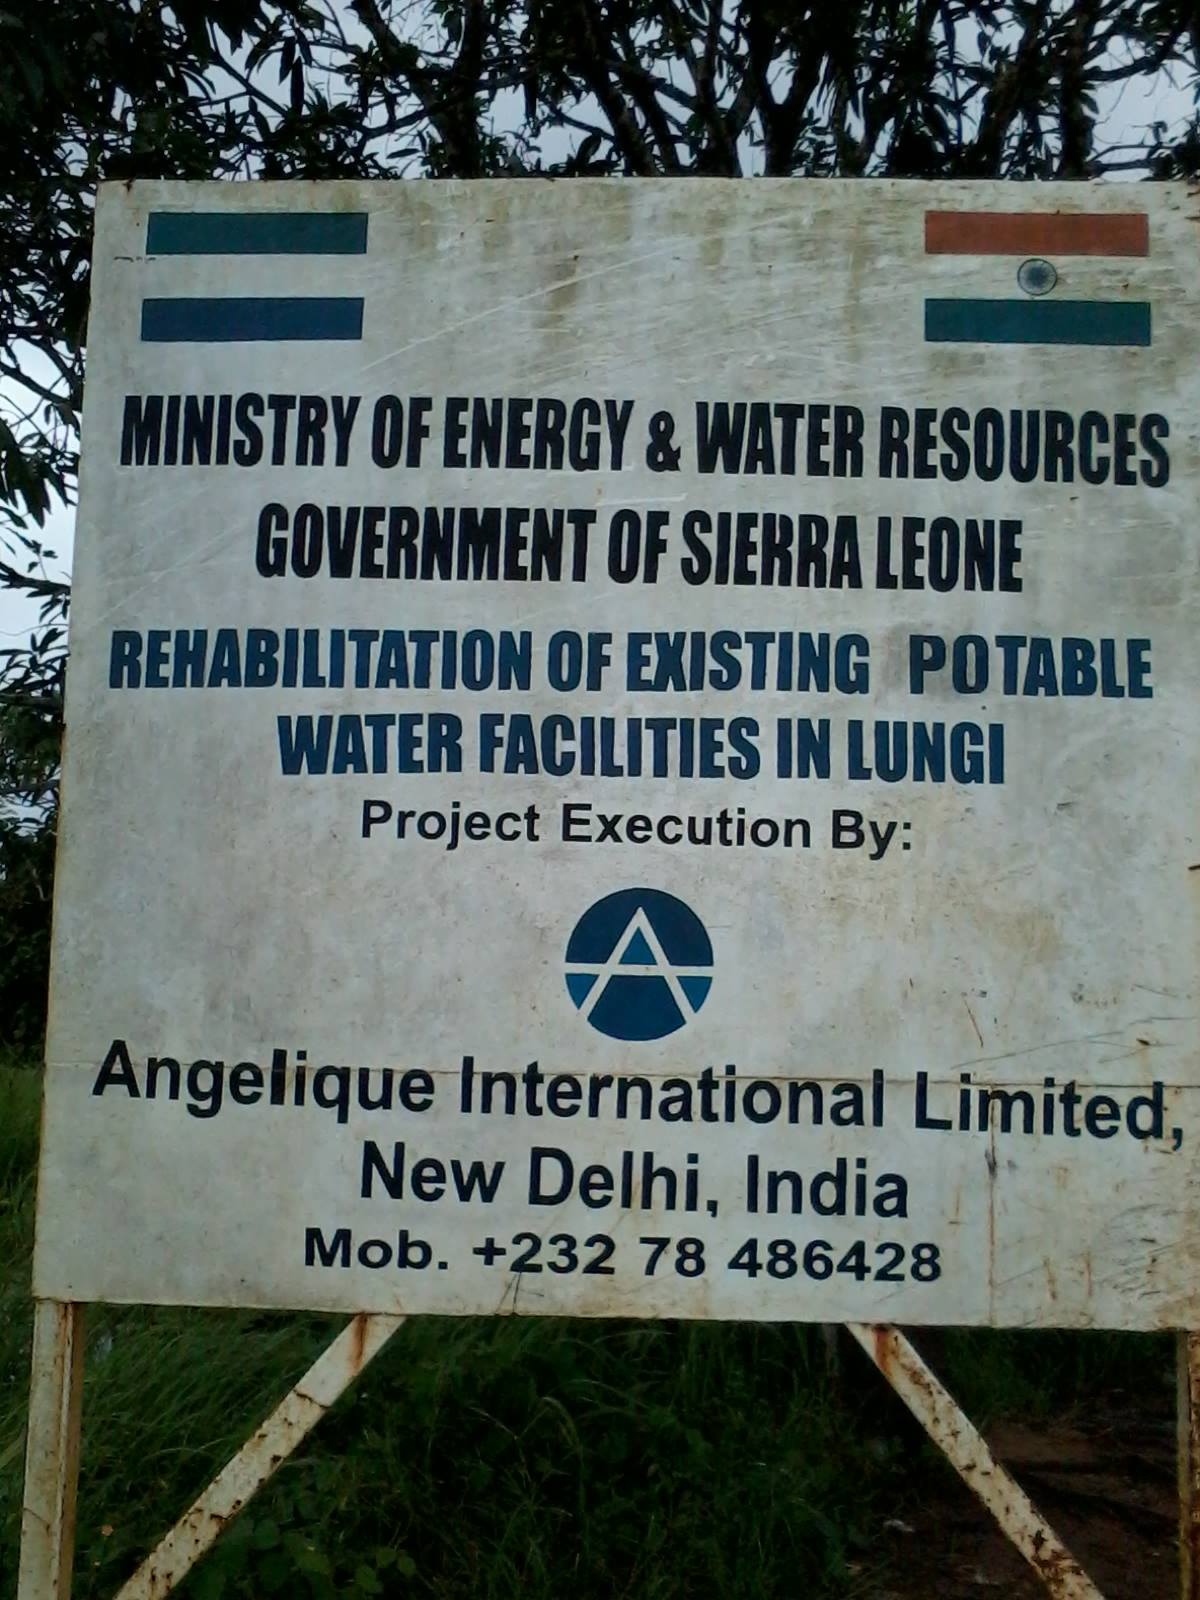 MINISTRY OF ENERGY & WATER RESOURCES
GOVERNMENT OF SIERRA LEONE
REHABILITATION OF EXISTING POTABLE
WATER FACILITIES IN LUNGI
Project Execution By:
Angelique International Limited,
New Delhi, India
Mob. +232 78 486428